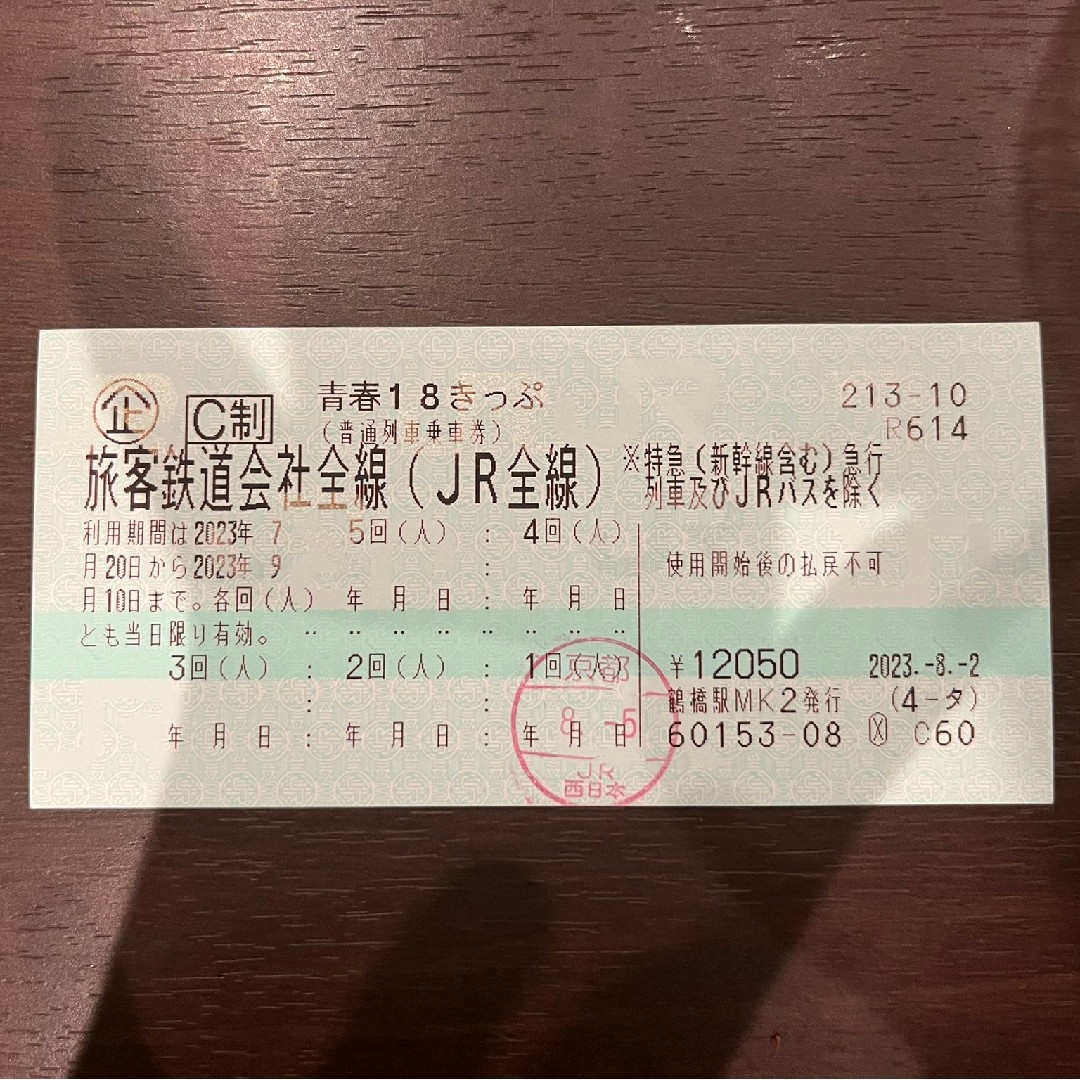 企 C制 青春18きっぷ 213-10
(普通列車乗車券) R614
旅客鉄道会社全線(JR全線) ※特急(新幹線含む)急行
列車及びJRバスを除く
利用期間は2023年 7 5回(人) : 4回(人)
月20日から2023年 9 : 使用開始後の払戻不可
月10日まで。各回(人) 年 月 日 : 年 月 日
とも当日限り有効。 ‥ ‥ ‥ ‥ ‥ ‥ ‥ ‥
3回(人) : 2回(人) : 1回(人) ¥12050 2023.-8.-2
: : 鶴橋駅MK2発行 (4-タ)
年 月 日 : 年 月 日 : 年 月 日 60153-08 X C60
京都
8.-5
JR
西日本